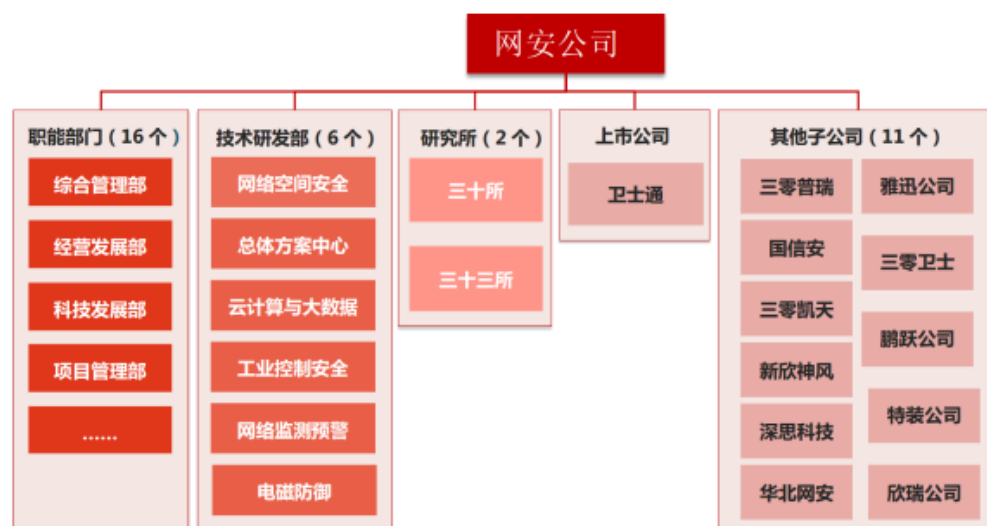 网安公司
职能部门（16 个）
综合管理部
经营发展部
科技发展部
项目管理部
……
技术研发部（6 个）
网络空间安全
总体方案中心
云计算与大数据
工业控制安全
网络监测预警
电磁防御
研究所（2 个）
三十所
三十三所
上市公司
卫士通
其他子公司（11 个）
三零普瑞
国信安
三零凯天
新欣神风
深思科技
华北网安
雅迅公司
三零卫士
鹏跃公司
特装公司
欣瑞公司